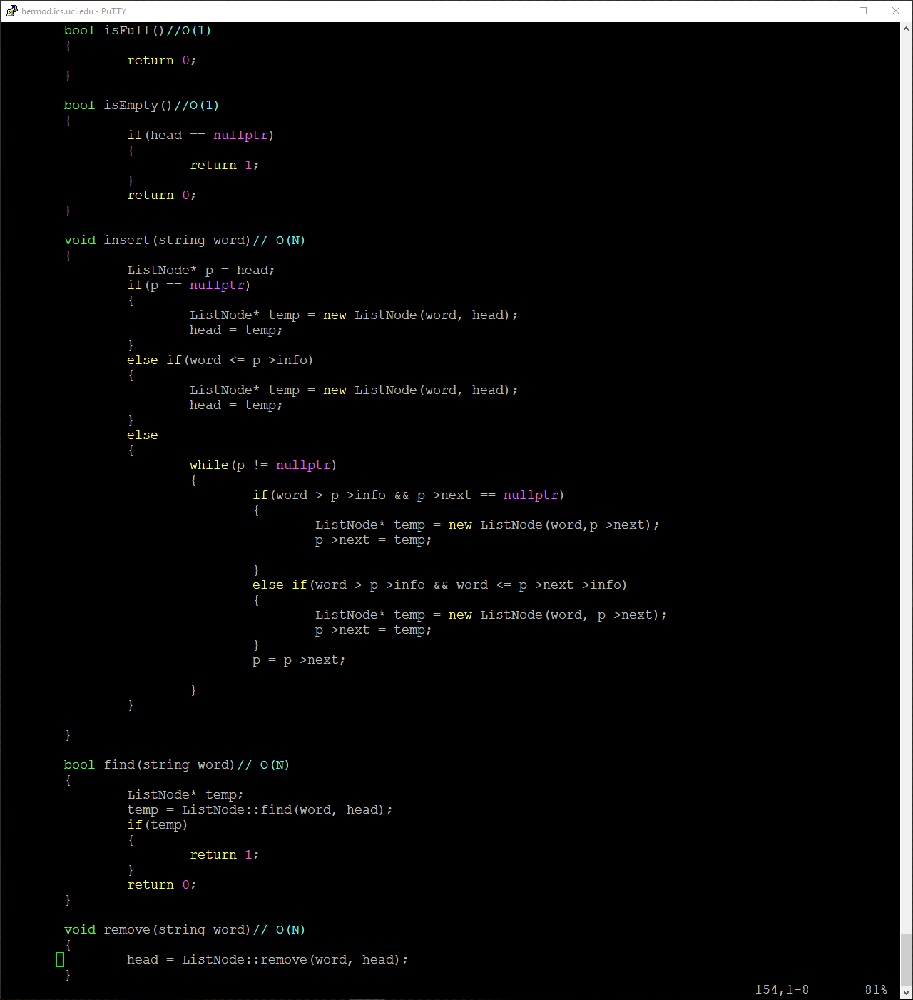 hermod.ics.uci.edu - PuTTY
bool isFull()//O(1)
{
return 0;
}
bool isEmpty()//O(1)
{
if(head == nullptr)
{
return 1;
}
return 0;
}
void insert(string word)// O(N)
{
ListNode* p = head;
if(p == nullptr)
{
ListNode* temp = new ListNode(word, head);
head = temp;
}
else if(word <= p->info)
{
ListNode* temp = new ListNode(word, head);
head = temp;
}
else
{
while(p != nullptr)
{
if(word > p->info && p->next == nullptr)
{
ListNode* temp = new ListNode(word,p->next);
p->next = temp;
}
else if(word > p->info && word <= p->next->info)
{
ListNode* temp = new ListNode(word, p->next);
p->next = temp;
}
p = p->next;
}
}
}
bool find(string word)// O(N)
{
ListNode* temp;
temp = ListNode::find(word, head);
if(temp)
{
return 1;
}
return 0;
}
void remove(string word)// O(N)
{
head = ListNode::remove(word, head);
}
154,1-8 81%